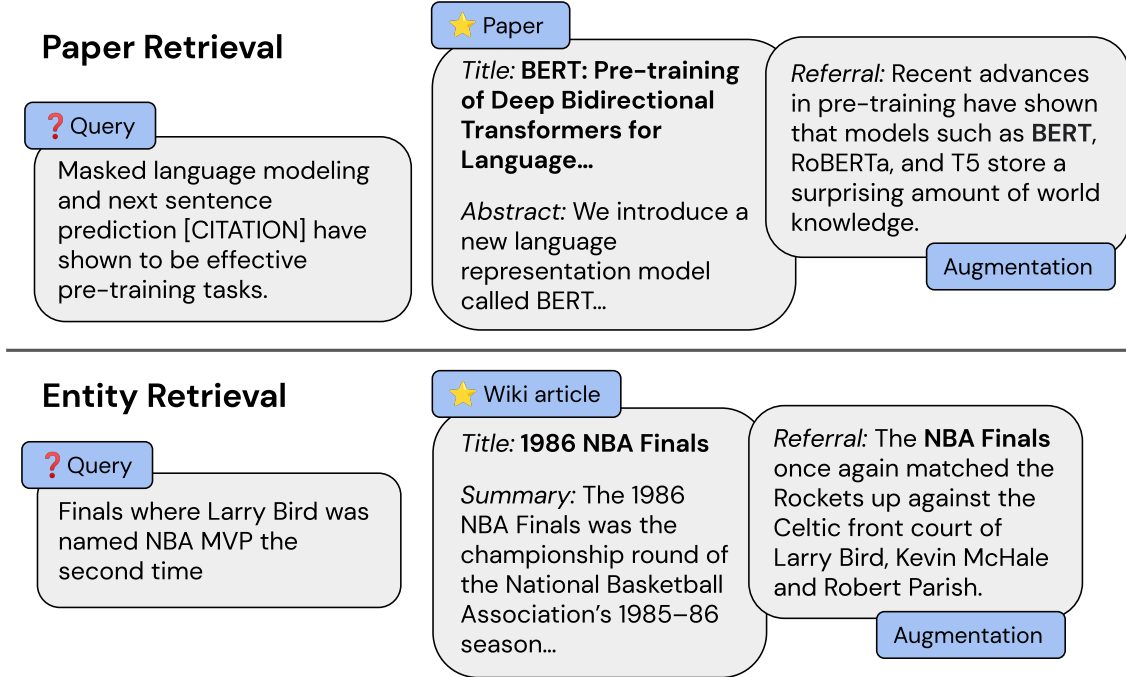 Paper Retrieval
❓Query
Masked language modeling
and next sentence
prediction [CITATION] have
shown to be effective
pre-training tasks.
⭐ Paper
Title: BERT: Pre-training
of Deep Bidirectional
Transformers for
Language...
Abstract: We introduce a
new language
representation model
called BERT...
Referral: Recent advances
in pre-training have shown
that models such as BERT,
RoBERTa, and T5 store a
surprising amount of world
knowledge.
Augmentation
Entity Retrieval
❓Query
Finals where Larry Bird was
named NBA MVP the
second time
⭐ Wiki article
Title: 1986 NBA Finals
Summary: The 1986
NBA Finals was the
championship round of
the National Basketball
Association's 1985–86
season...
Referral: The NBA Finals
once again matched the
Rockets up against the
Celtic front court of
Larry Bird, Kevin McHale
and Robert Parish.
Augmentation